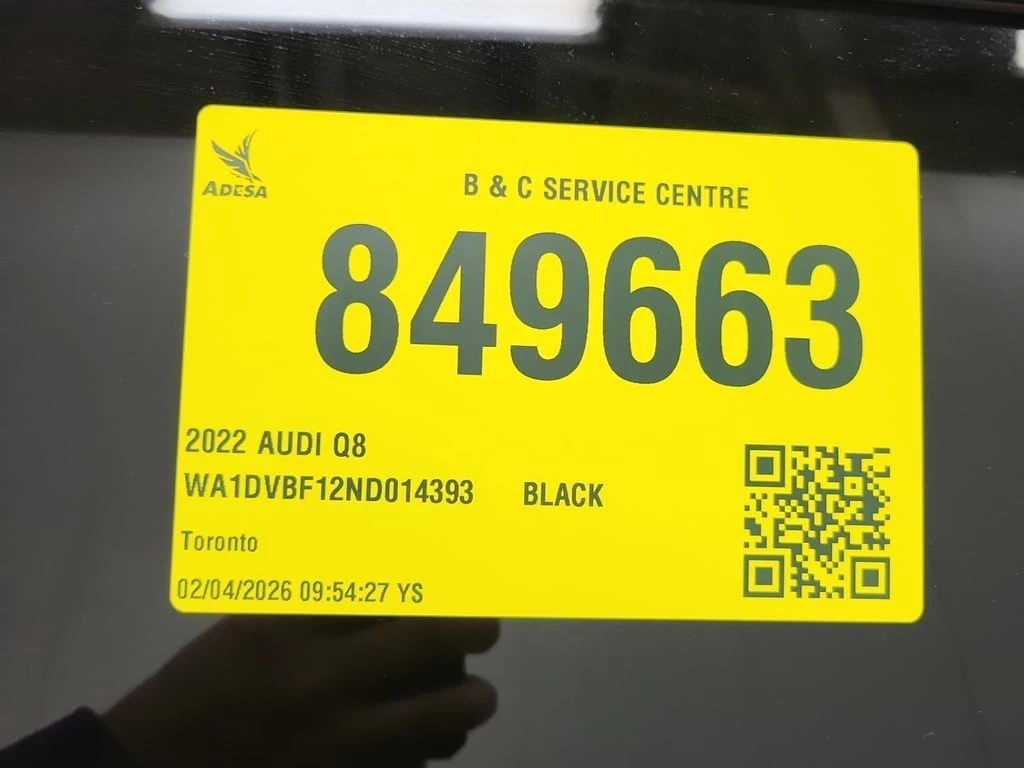 ADESA
B & C SERVICE CENTRE
849663
2022 AUDI Q8
WA1DVBF12ND014393 BLACK
Toronto
02/04/2026 09:54:27 YS